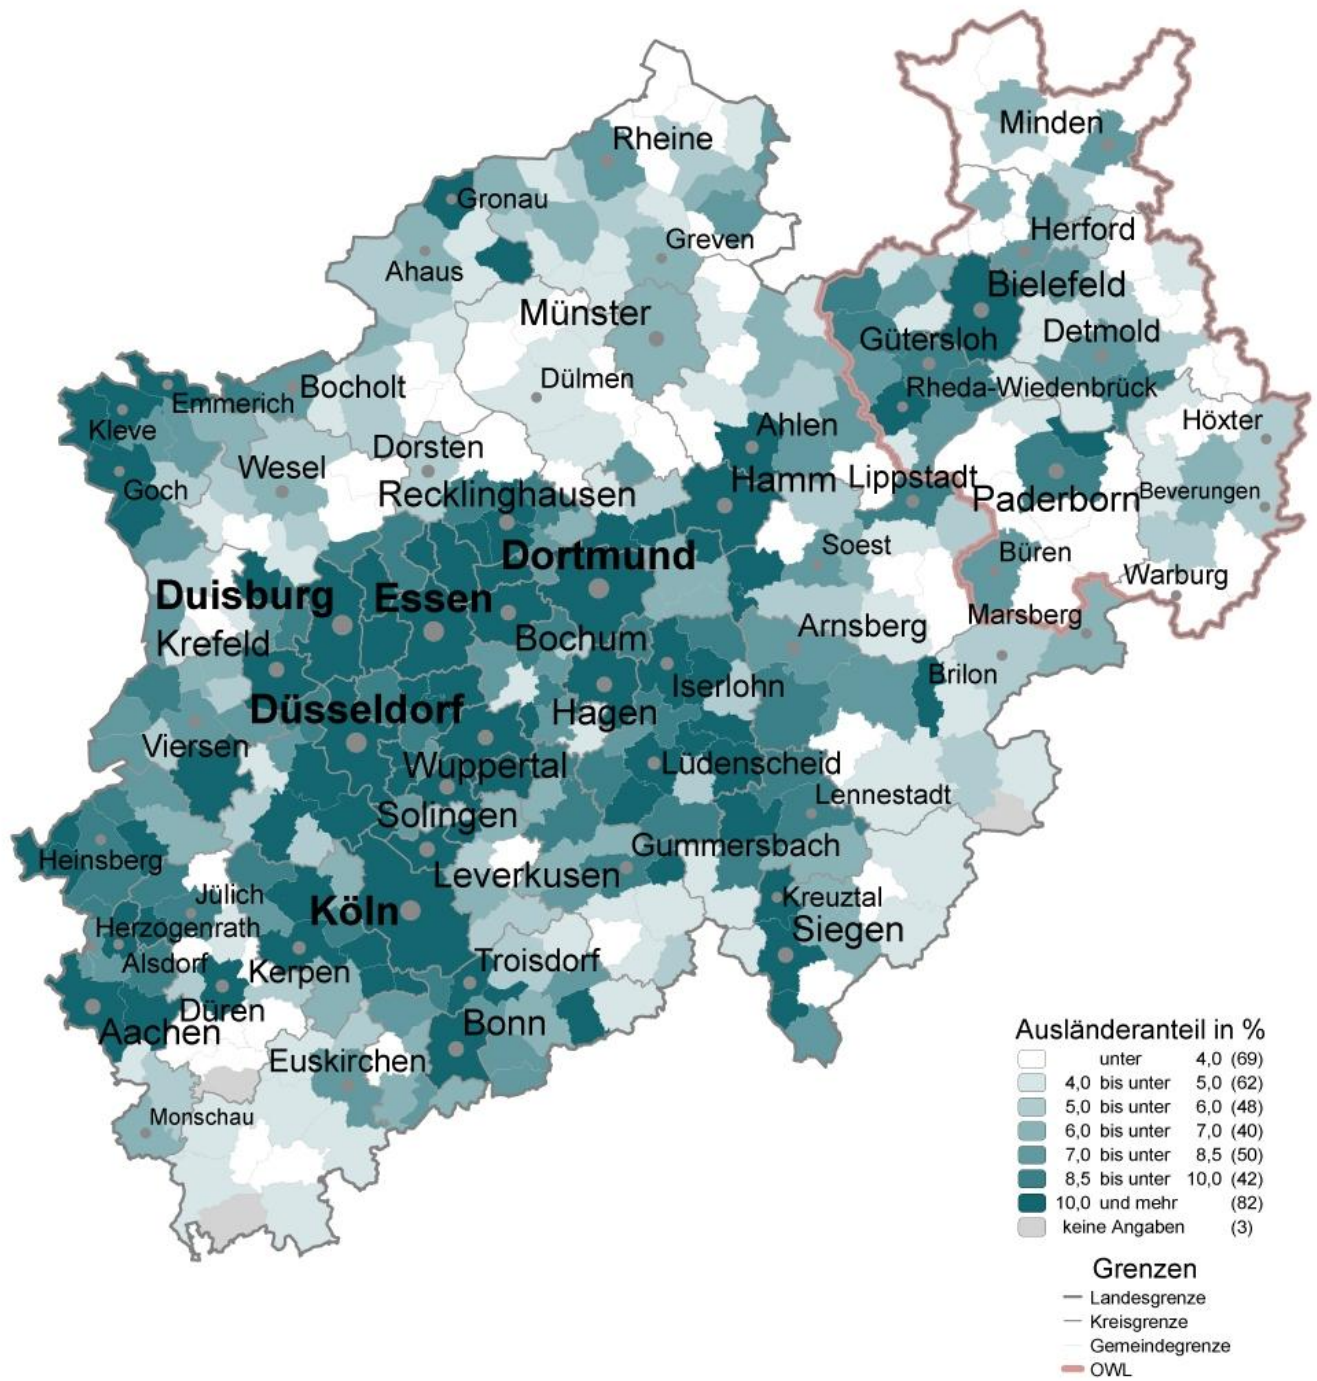 Rheine
Minden
Gronau
Greven
Herford
Ahaus
Bielefeld
Münster
Gütersloh
Detmold
Dülmen
Bocholt
Emmerich
Rheda-Wiedenbrück
Kleve
Ahlen
Höxter
Dorsten
Wesel
Goch
Recklinghausen
Hamm
Lippstadt
Paderborn
Beverungen
Dortmund
Soest
Büren
Warburg
Duisburg
Essen
Marsberg
Krefeld
Bochum
Arnsberg
Brilon
Iserlohn
Düsseldorf
Hagen
Viersen
Wuppertal
Lüdenscheid
Lennestadt
Solingen
Gummersbach
Heinsberg
Leverkusen
Jülich
Kreuztal
Köln
Herzogenrath
Siegen
Alsdorf
Kerpen
Troisdorf
Düren
Aachen
Bonn
Euskirchen
Monschau
Ausländeranteil in %
unter 4,0 (69)
4,0 bis unter 5,0 (62)
5,0 bis unter 6,0 (48)
6,0 bis unter 7,0 (40)
7,0 bis unter 8,5 (50)
8,5 bis unter 10,0 (42)
10,0 und mehr (82)
keine Angaben (3)
Grenzen
Landesgrenze
Kreisgrenze
Gemeindegrenze
OWL